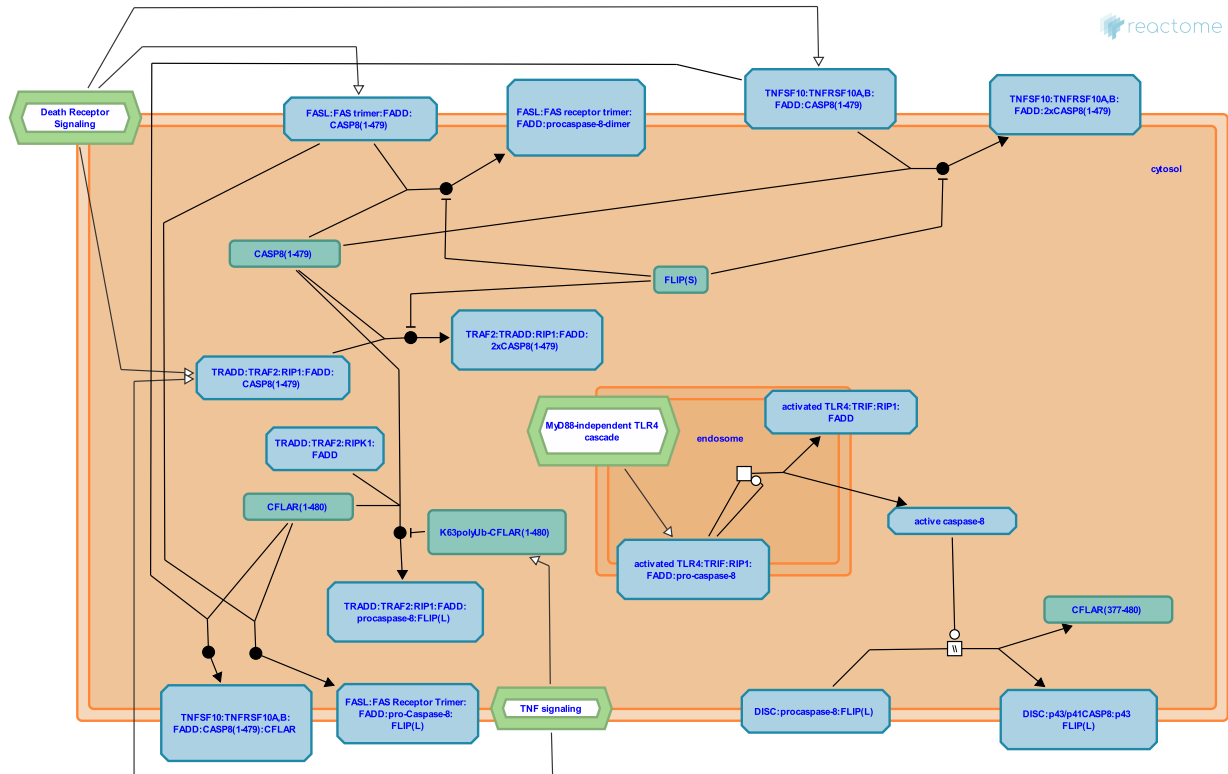 reactome
Death Receptor
Signaling
FASL:FAS trimer:FADD:
CASP8(1-479)
FASL:FAS receptor trimer:
FADD:procaspase-8-dimer
TNFSF10:TNFRSF10A,B:
FADD:CASP8(1-479)
TNFSF10:TNFRSF10A,B:
FADD:2xCASP8(1-479)
cytosol
CASP8(1-479)
FLIP(S)
TRAF2:TRADD:RIP1:FADD:
2xCASP8(1-479)
TRADD:TRAF2:RIP1:FADD:
CASP8(1-479)
MyD88-independent TLR4
cascade
endosome
activated TLR4:TRIF:RIP1:
FADD
TRADD:TRAF2:RIPK1:
FADD
CFLAR(1-480)
K63polyUb-CFLAR(1-480)
active caspase-8
activated TLR4:TRIF:RIP1:
FADD:pro-caspase-8
TRADD:TRAF2:RIP1:FADD:
procaspase-8:FLIP(L)
CFLAR(377-480)
\\
TNFSF10:TNFRSF10A,B:
FADD:CASP8(1-479):CFLAR
FASL:FAS Receptor Trimer:
FADD:pro-Caspase-8:
FLIP(L)
TNF signaling
DISC:procaspase-8:FLIP(L)
DISC:p43/p41CASP8:p43
FLIP(L)